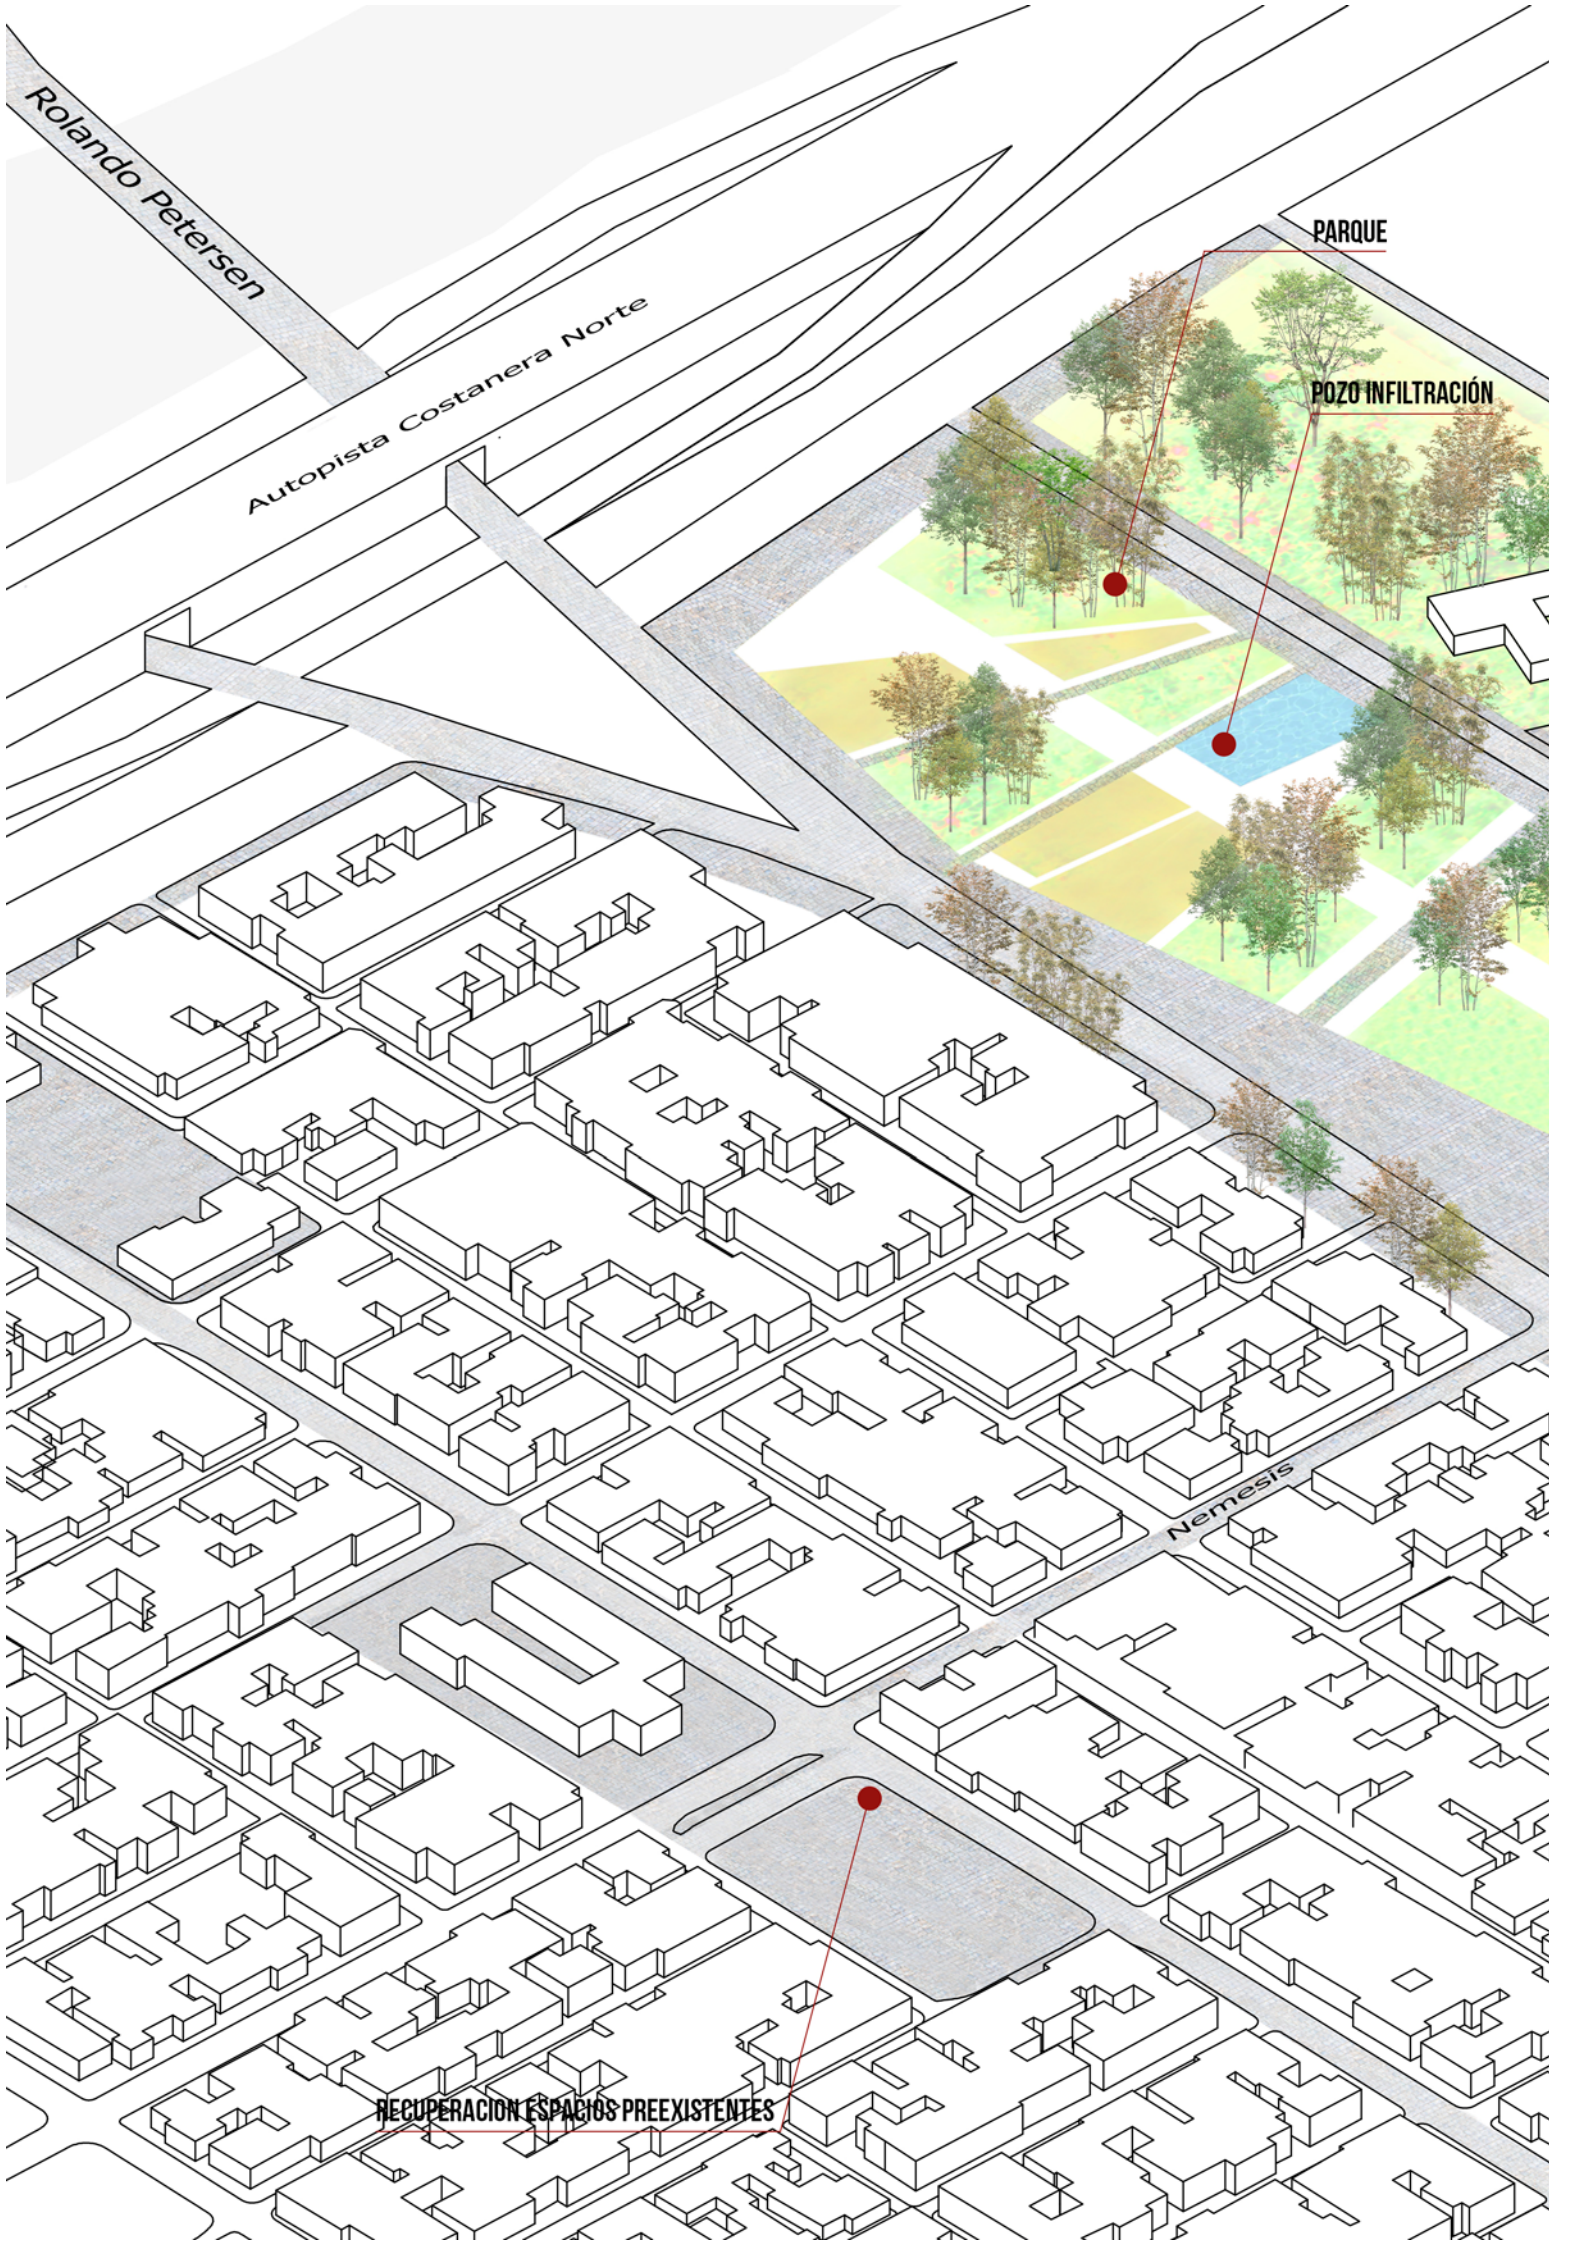 Rolando Petersen
PARQUE
Autopista Costanera Norte
POZO INFILTRACIÓN
Nemesis
RECUPERACION ESPACIOS PREEXISTENTES